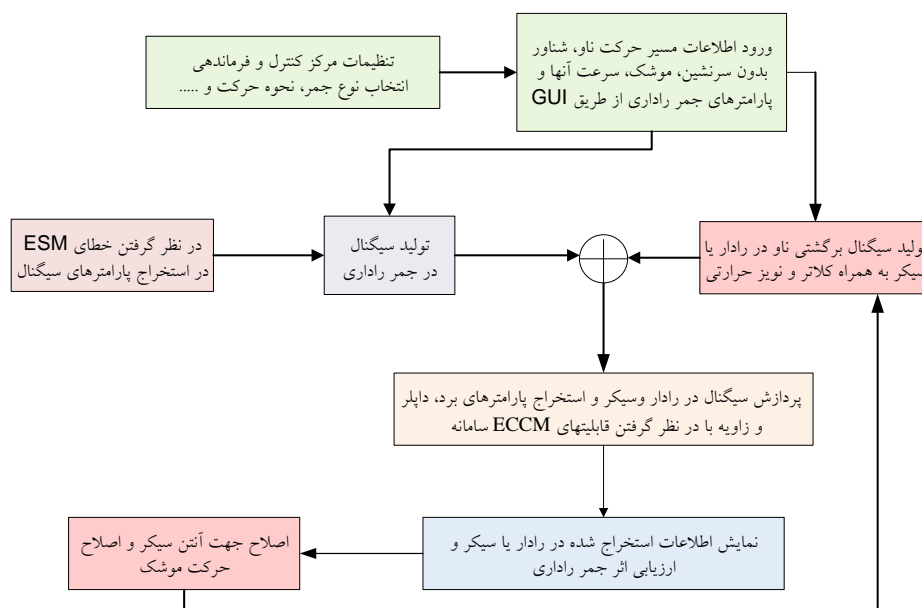 تنظیمات مرکز کنترل و فرماندهی
انتخاب نوع جمر، نحوه حرکت و .....
ورود اطلاعات مسیر حرکت ناو، شناور
بدون سرنشین، موشک، سرعت آنها و
پارامترهای جمر راداری از طریق GUI
در نظر گرفتن خطای ESM
در استخراج پارامترهای سیگنال
تولید سیگنال
در جمر راداری
تولید سیگنال برگشتی ناو در رادار یا
سیکر به همراه کلاتر و نویز حرارتی
پردازش سیگنال در رادار وسیکر و استخراج پارامترهای برد، داپلر
و زاویه با در نظر گرفتن قابلیتهای ECCM سامانه
نمایش اطلاعات استخراج شده در رادار یا سیکر و
ارزیابی اثر جمر راداری
اصلاح جهت آنتن سیکر و اصلاح
حرکت موشک